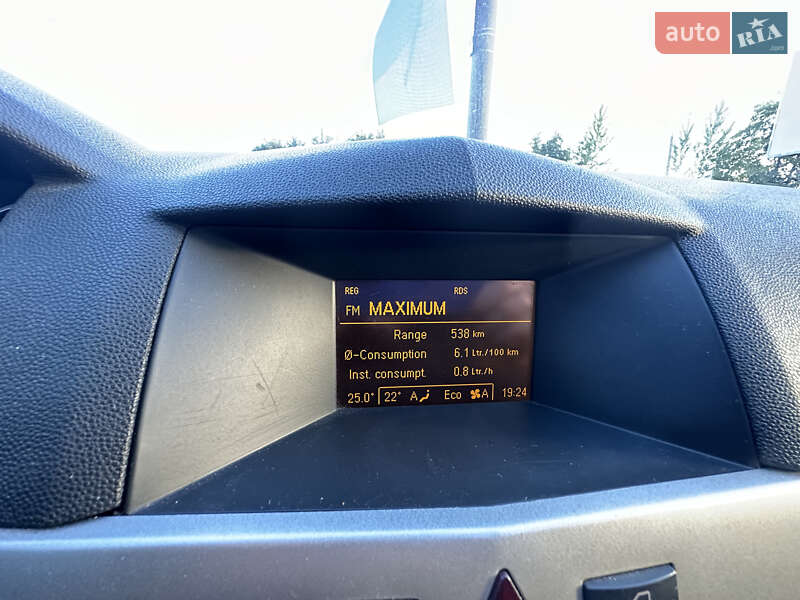 auto RIA
REG RDS
FM MAXIMUM
Range 538 km
Ø-Consumption 6.1 Ltr./100 km
Inst. consumpt. 0.8 Ltr./h
25.0° 22° A Eco A 19:24